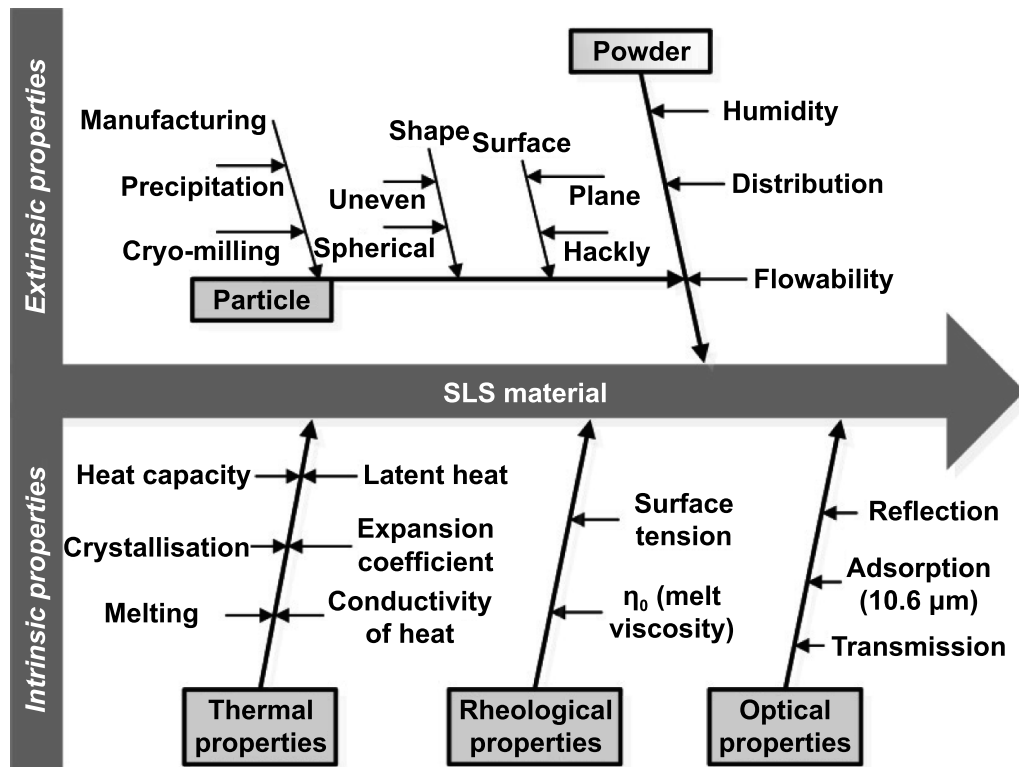 Extrinsic properties
Powder
Manufacturing
Humidity
Shape
Surface
Precipitation
Uneven
Plane
Distribution
Cryo-milling
Spherical
Hackly
Flowability
Particle
SLS material
Intrinsic properties
Heat capacity
Latent heat
Crystallisation
Expansion
coefficient
Melting
Conductivity
of heat
Surface
tension
η₀ (melt
viscosity)
Reflection
Adsorption
(10.6 µm)
Transmission
Thermal
properties
Rheological
properties
Optical
properties